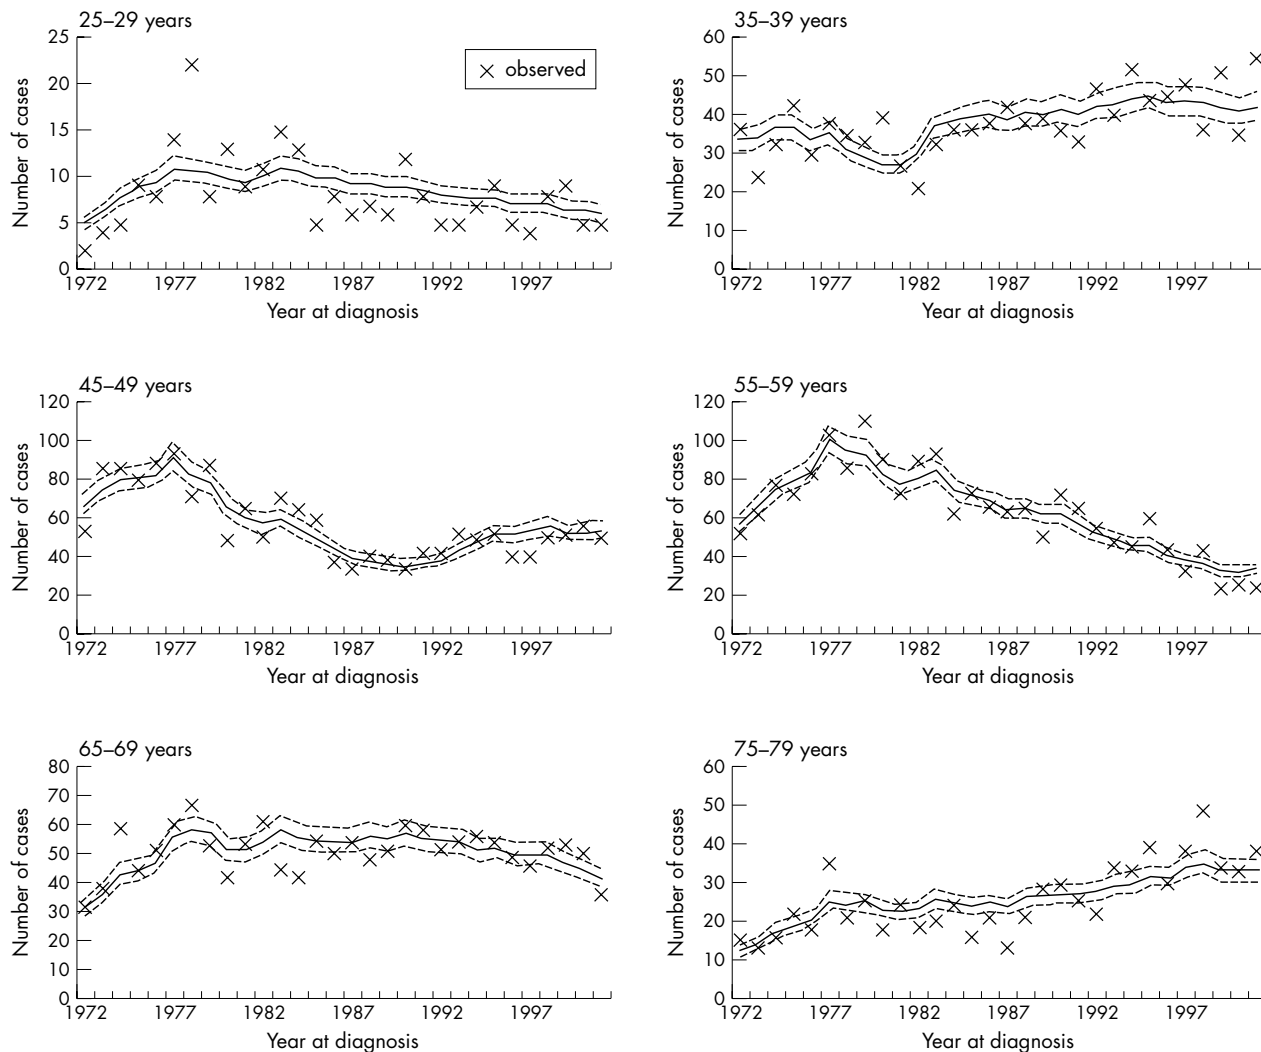 25–29 years
25
20
15
10
5
0
Number of cases
× observed
1972 1977 1982 1987 1992 1997
Year at diagnosis
35–39 years
60
50
40
30
20
10
0
Number of cases
1972 1977 1982 1987 1992 1997
Year at diagnosis
45–49 years
120
100
80
60
40
20
0
Number of cases
1972 1977 1982 1987 1992 1997
Year at diagnosis
55–59 years
120
100
80
60
40
20
0
Number of cases
1972 1977 1982 1987 1992 1997
Year at diagnosis
65–69 years
80
70
60
50
40
30
20
10
0
Number of cases
1972 1977 1982 1987 1992 1997
Year at diagnosis
75–79 years
60
50
40
30
20
10
0
Number of cases
1972 1977 1982 1987 1992 1997
Year at diagnosis